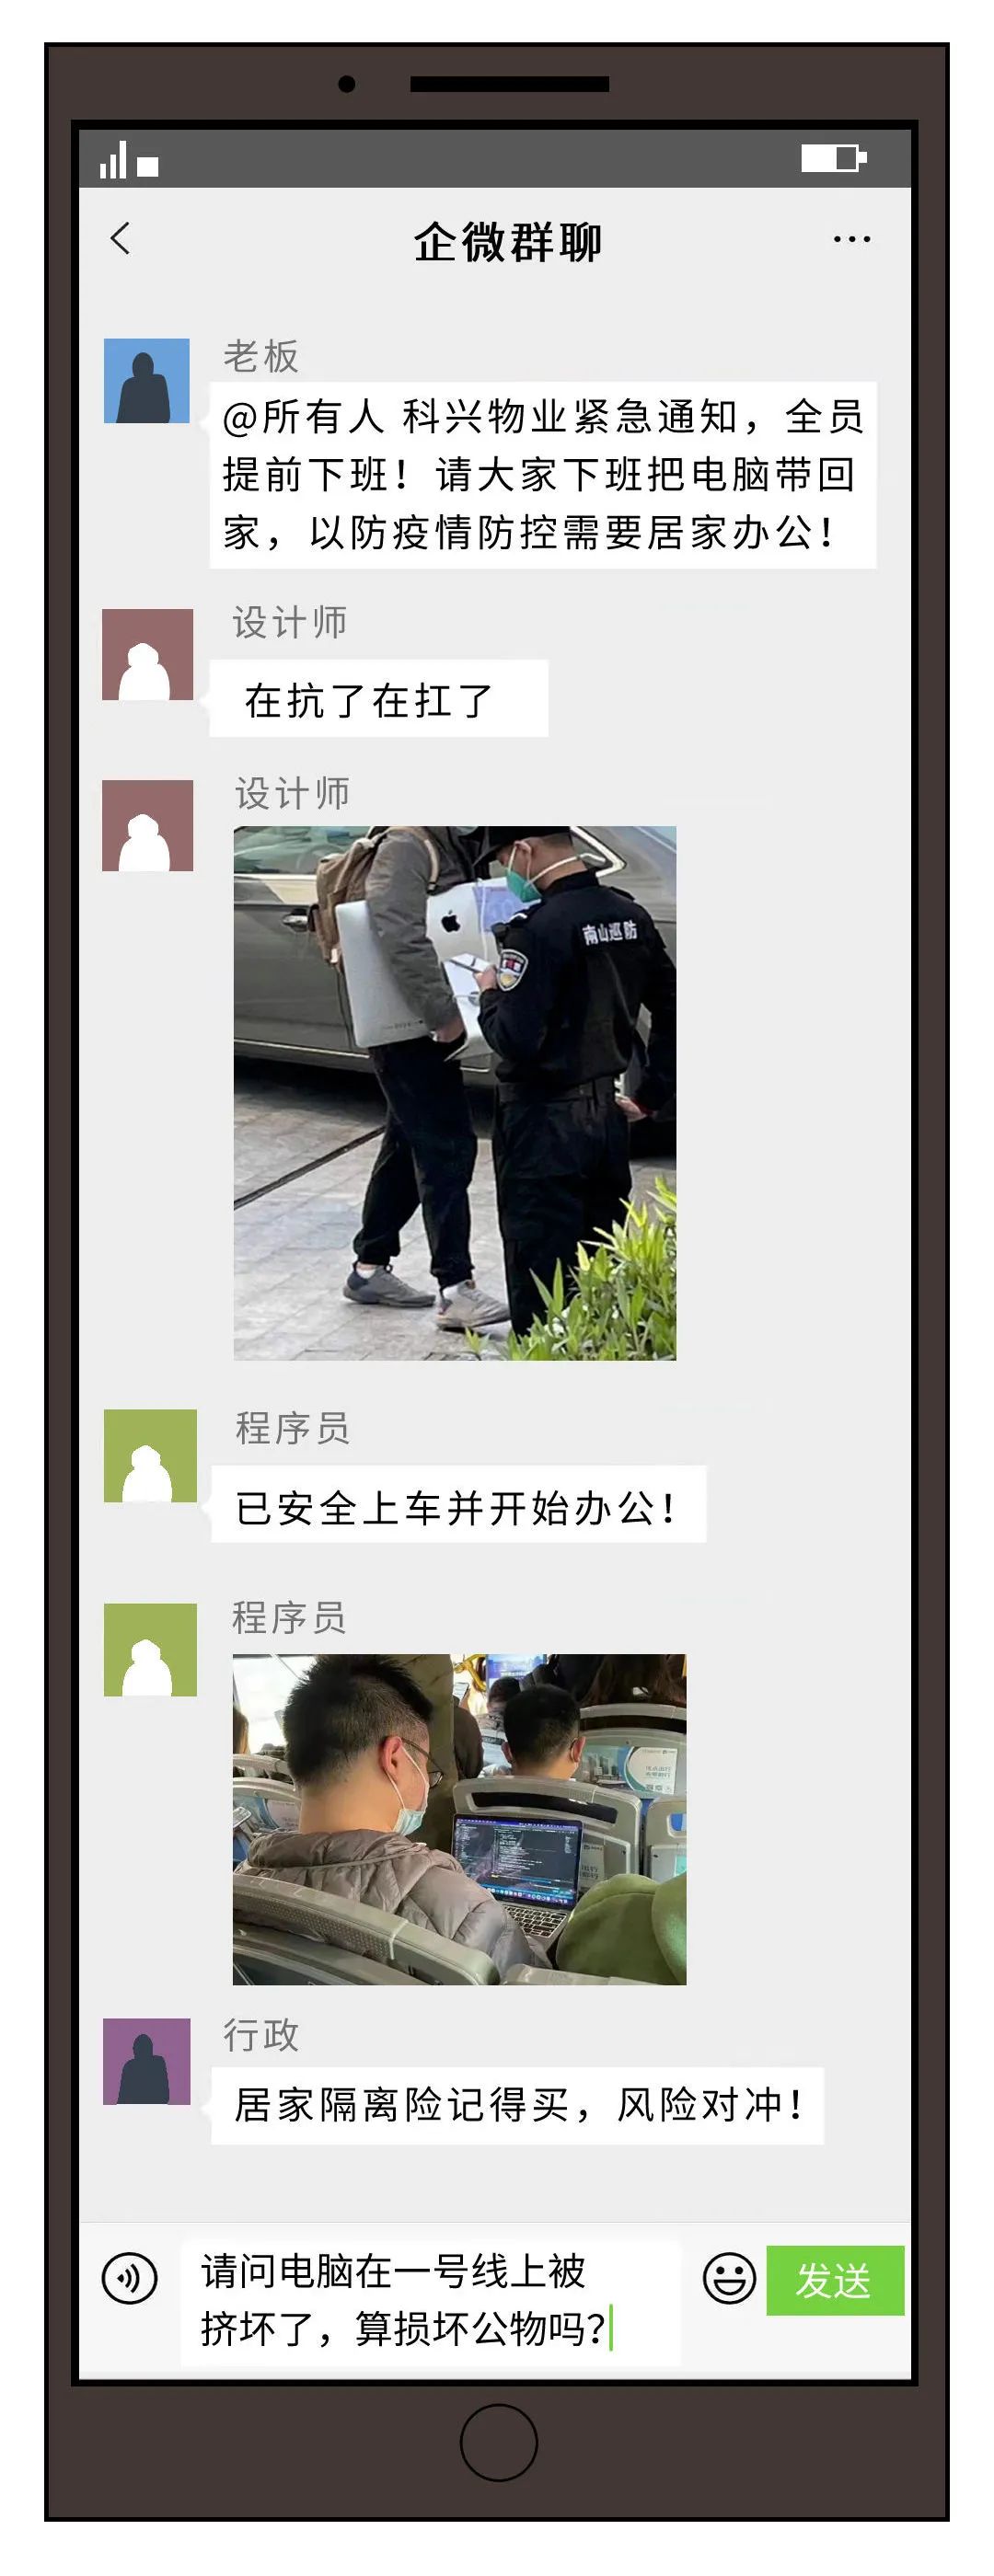 企微群聊
老板
@所有人 科兴物业紧急通知，全员
提前下班！请大家下班把电脑带回
家，以防疫情防控需要居家办公！
设计师
在抗了在扛了
设计师
南山巡防
程序员
已安全上车并开始办公！
程序员
行政
居家隔离险记得买，风险对冲！
请问电脑在一号线上被
挤坏了，算损坏公物吗？
发送